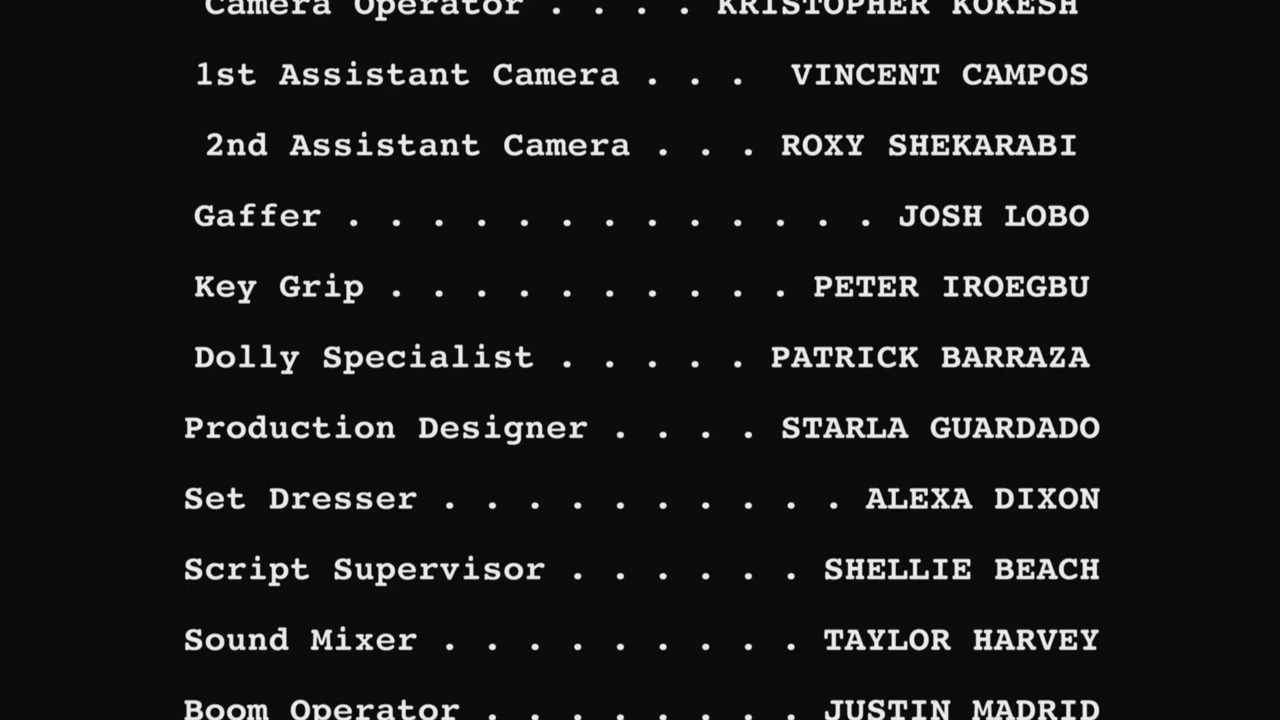 Camera Operator . . . . KRISTOPHER KOKESH
1st Assistant Camera . . . VINCENT CAMPOS
2nd Assistant Camera . . . ROXY SHEKARABI
Gaffer . . . . . . . . . . . . . JOSH LOBO
Key Grip . . . . . . . . . . PETER IROEGBU
Dolly Specialist . . . . . PATRICK BARRAZA
Production Designer . . . . STARLA GUARDADO
Set Dresser . . . . . . . . . . ALEXA DIXON
Script Supervisor . . . . . . SHELLIE BEACH
Sound Mixer . . . . . . . . . TAYLOR HARVEY
Boom Operator . . . . . . . . JUSTIN MADRID